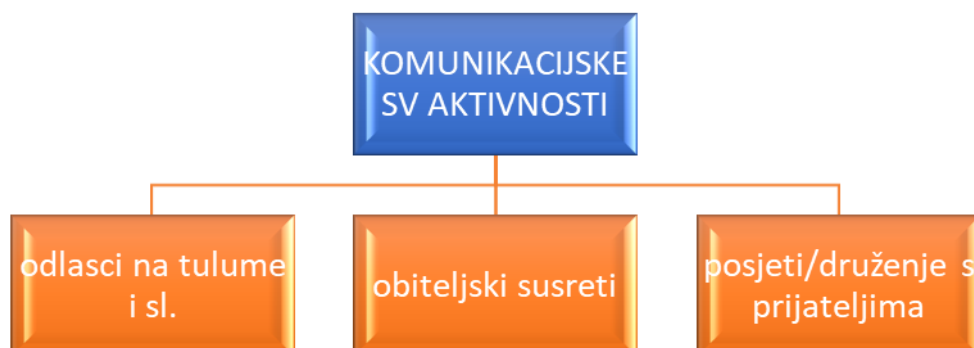 KOMUNIKACIJSKE
SV AKTIVNOSTI
odlasci na tulume
i sl.
obiteljski susreti
posjeti/druženje s
prijateljima